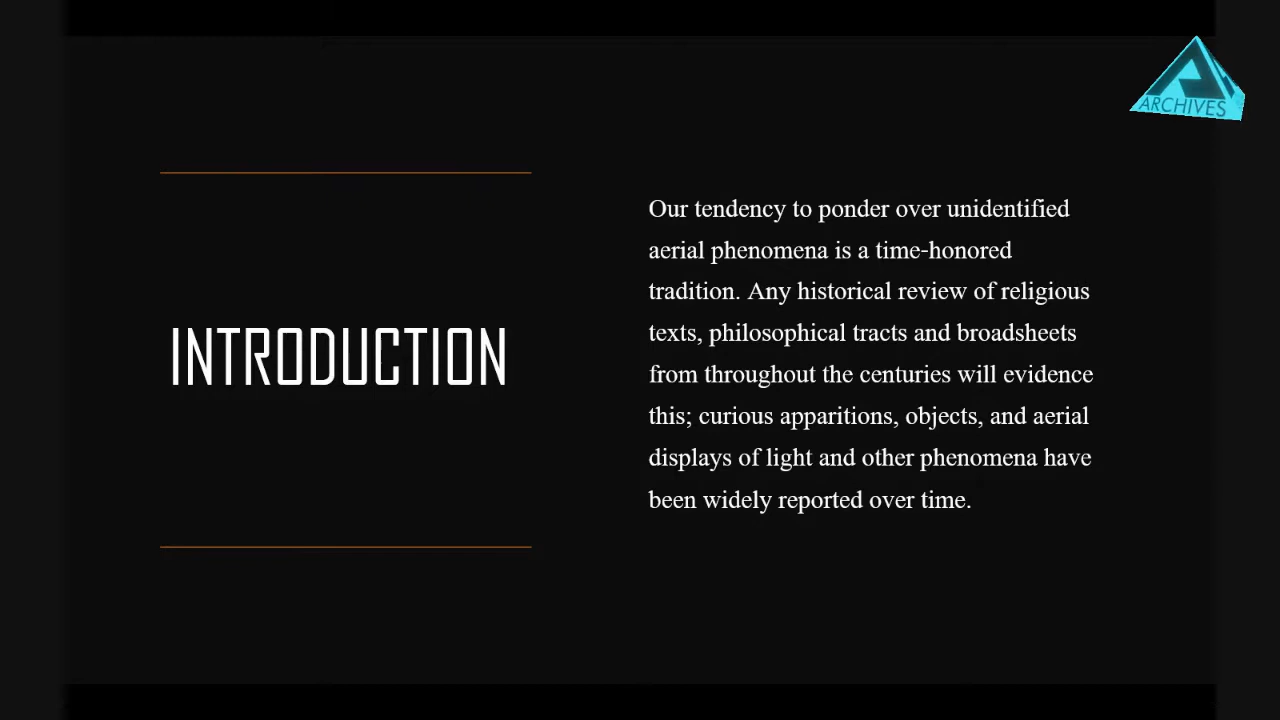 ARCHIVES
INTRODUCTION
Our tendency to ponder over unidentified
aerial phenomena is a time-honored
tradition. Any historical review of religious
texts, philosophical tracts and broadsheets
from throughout the centuries will evidence
this; curious apparitions, objects, and aerial
displays of light and other phenomena have
been widely reported over time.